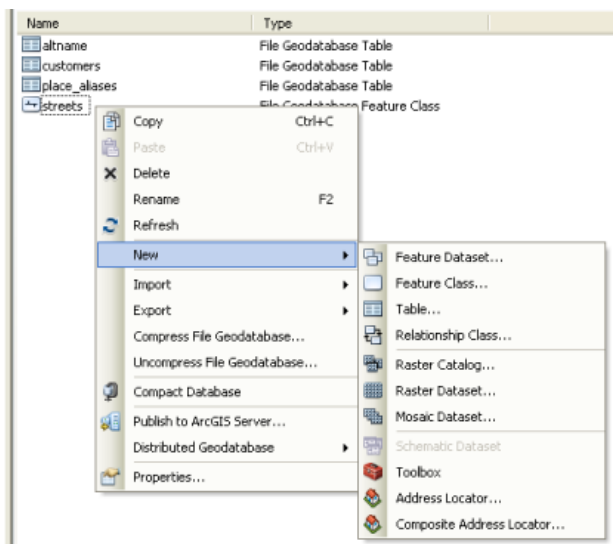 Name Type
altname File Geodatabase Table
customers File Geodatabase Table
place_aliases File Geodatabase Table
streets File Geodatabase Feature Class
Copy Ctrl+C
Paste Ctrl+V
Delete
Rename F2
Refresh
New
Import
Export
Compress File Geodatabase...
Uncompress File Geodatabase...
Compact Database
Publish to ArcGIS Server...
Distributed Geodatabase
Properties...
Feature Dataset...
Feature Class...
Table...
Relationship Class...
Raster Catalog...
Raster Dataset...
Mosaic Dataset...
Schematic Dataset
Toolbox
Address Locator...
Composite Address Locator...